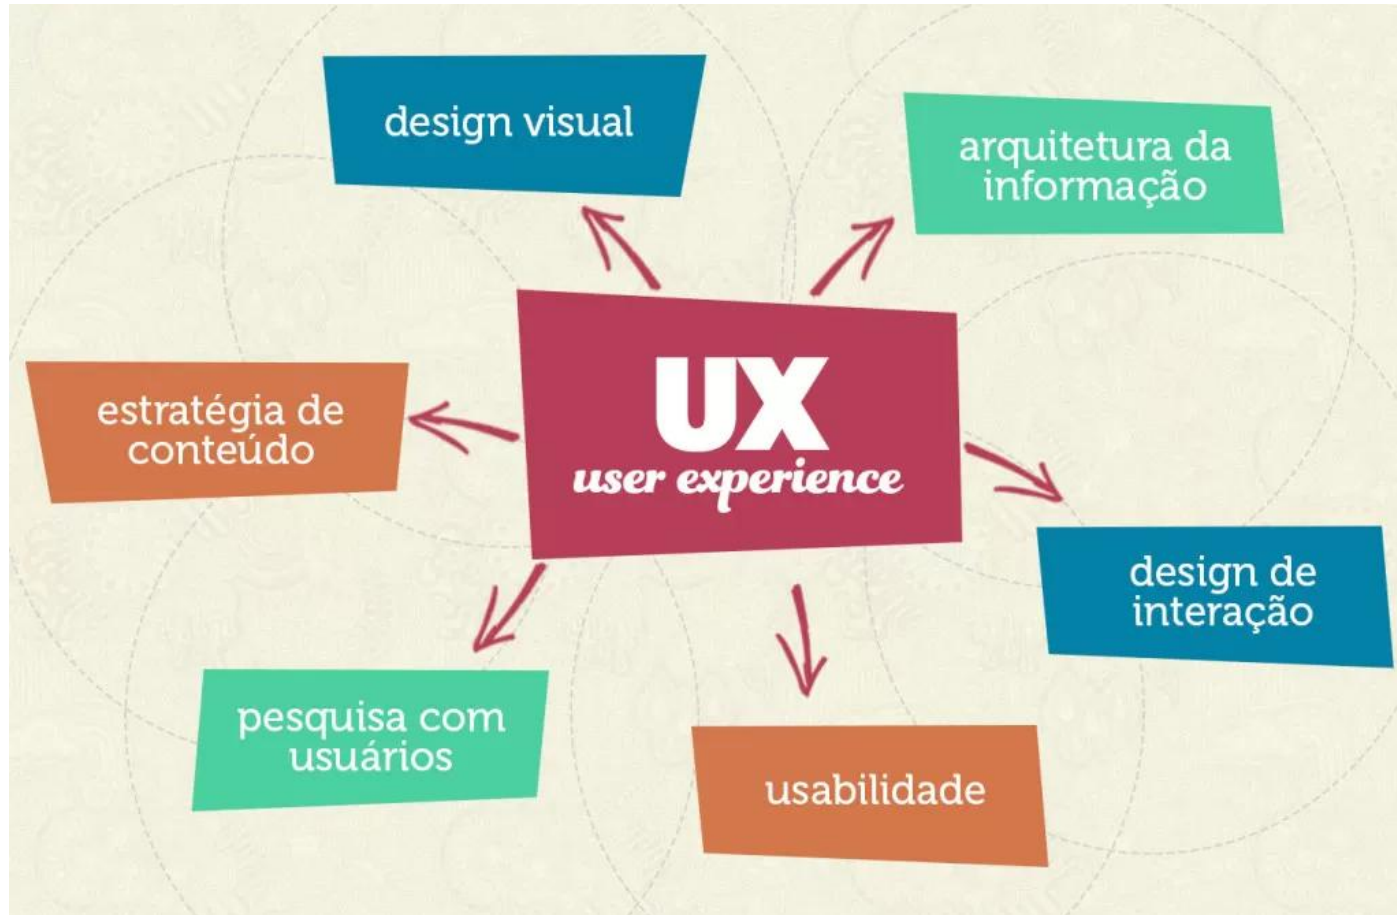 design visual
arquitetura da
informação
estratégia de
conteúdo
UX
user experience
design de
interação
pesquisa com
usuários
usabilidade